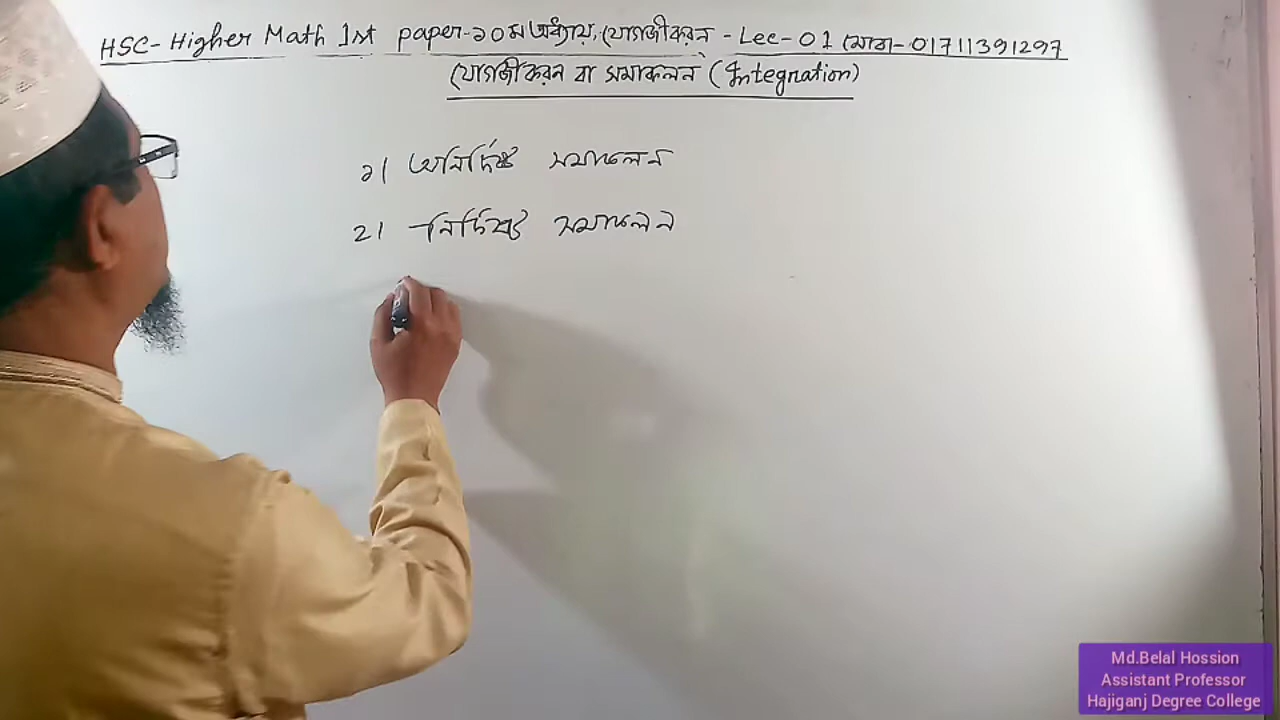 HSC- Higher Math 1st paper-১০ম অধ্যায়, যোগজীকরন - Lec-01 মোবা-01711391297
যোগজীকরন বা সমাকলন (Integration)
১। অনির্দিষ্ট সমাকলন
২। নির্দিষ্ট সমাকলন
Md.Belal Hossion
Assistant Professor
Hajiganj Degree College